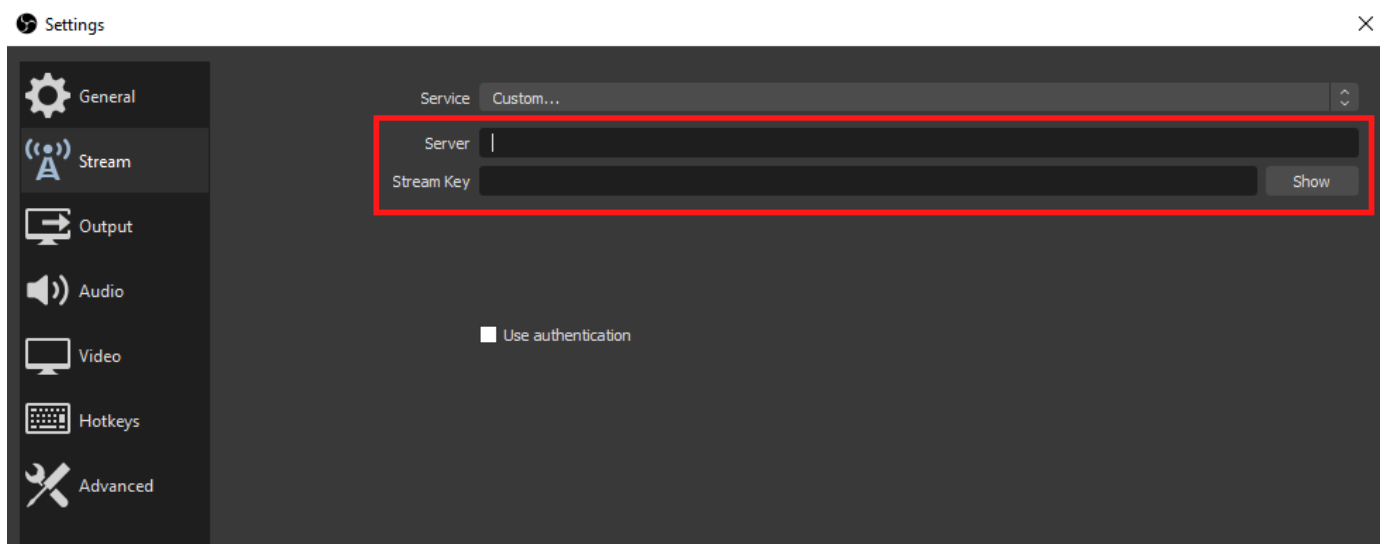 Settings
General
Service Custom...
Server
Stream
Stream Key Show
Output
Audio
Use authentication
Video
Hotkeys
Advanced